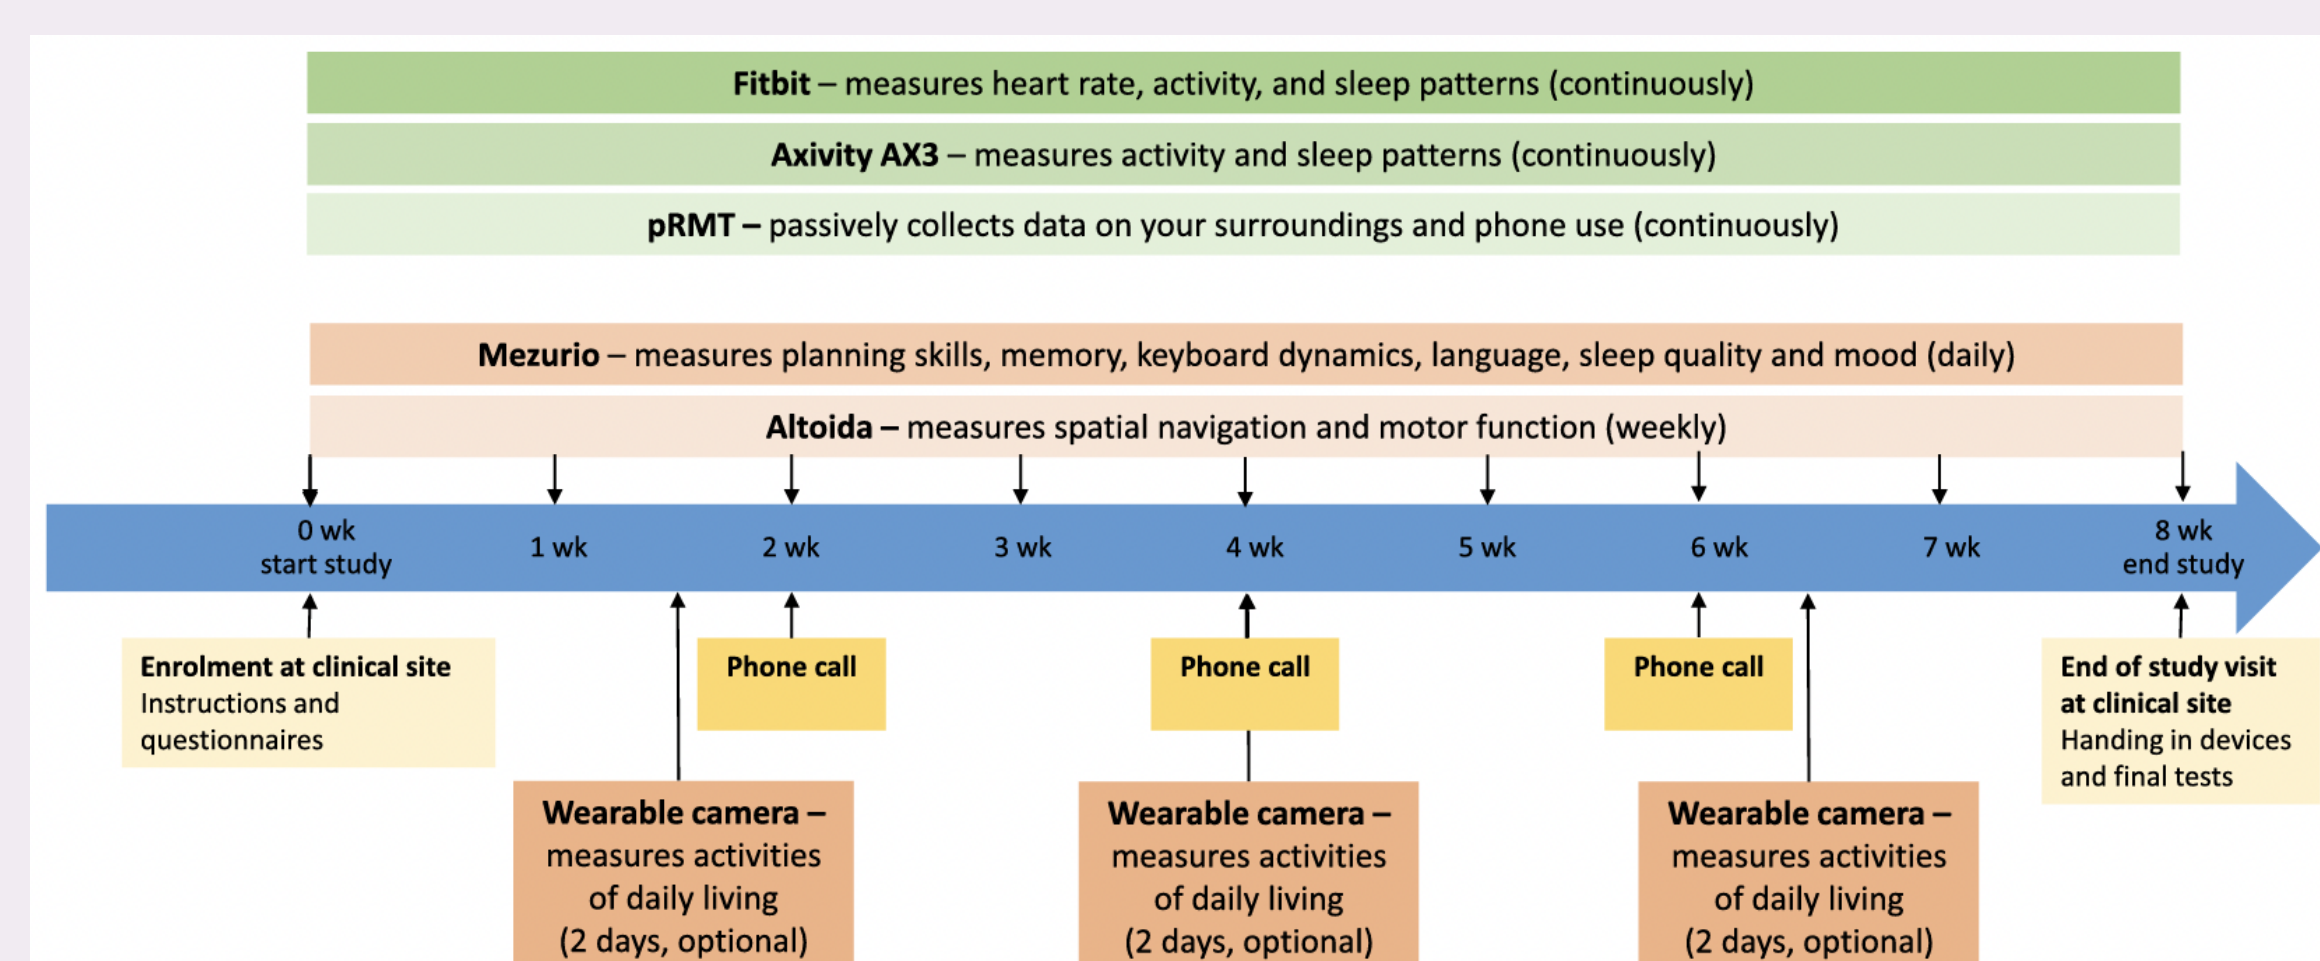 Fitbit – measures heart rate, activity, and sleep patterns (continuously)
Axivity AX3 – measures activity and sleep patterns (continuously)
pRMT – passively collects data on your surroundings and phone use (continuously)
Mezurio – measures planning skills, memory, keyboard dynamics, language, sleep quality and mood (daily)
Altoida – measures spatial navigation and motor function (weekly)
0 wk
start study
1 wk
2 wk
3 wk
4 wk
5 wk
6 wk
7 wk
8 wk
end study
Enrolment at clinical site
Instructions and
questionnaires
Phone call
Phone call
Phone call
End of study visit
at clinical site
Handing in devices
and final tests
Wearable camera –
measures activities
of daily living
(2 days, optional)
Wearable camera –
measures activities
of daily living
(2 days, optional)
Wearable camera –
measures activities
of daily living
(2 days, optional)